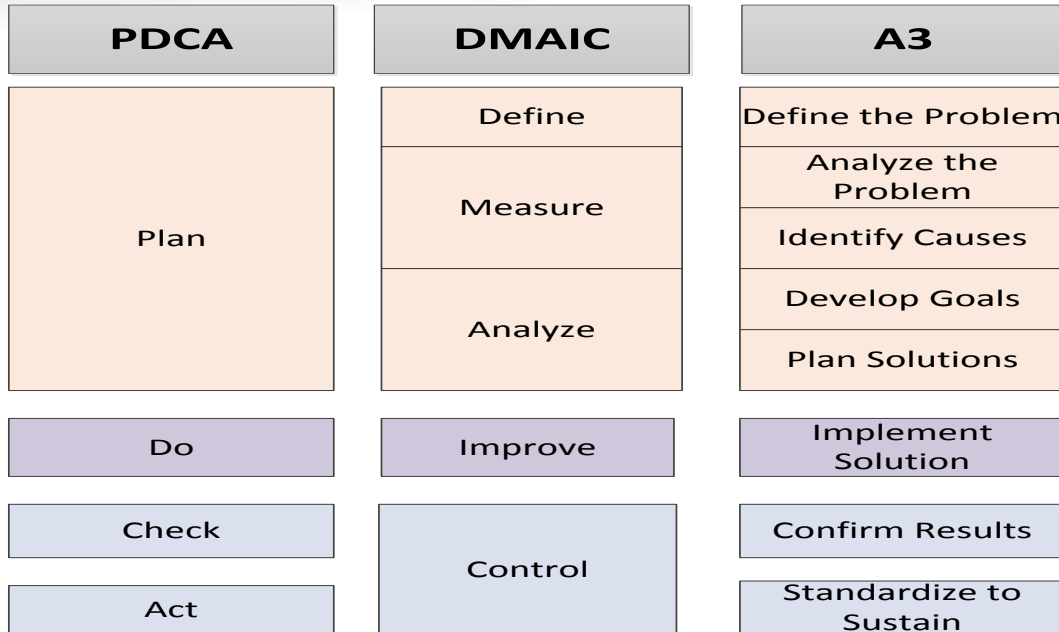 PDCA
DMAIC
A3
Plan
Define
Measure
Analyze
Define the Problem
Analyze the
Problem
Identify Causes
Develop Goals
Plan Solutions
Do
Improve
Implement
Solution
Check
Act
Control
Confirm Results
Standardize to
Sustain